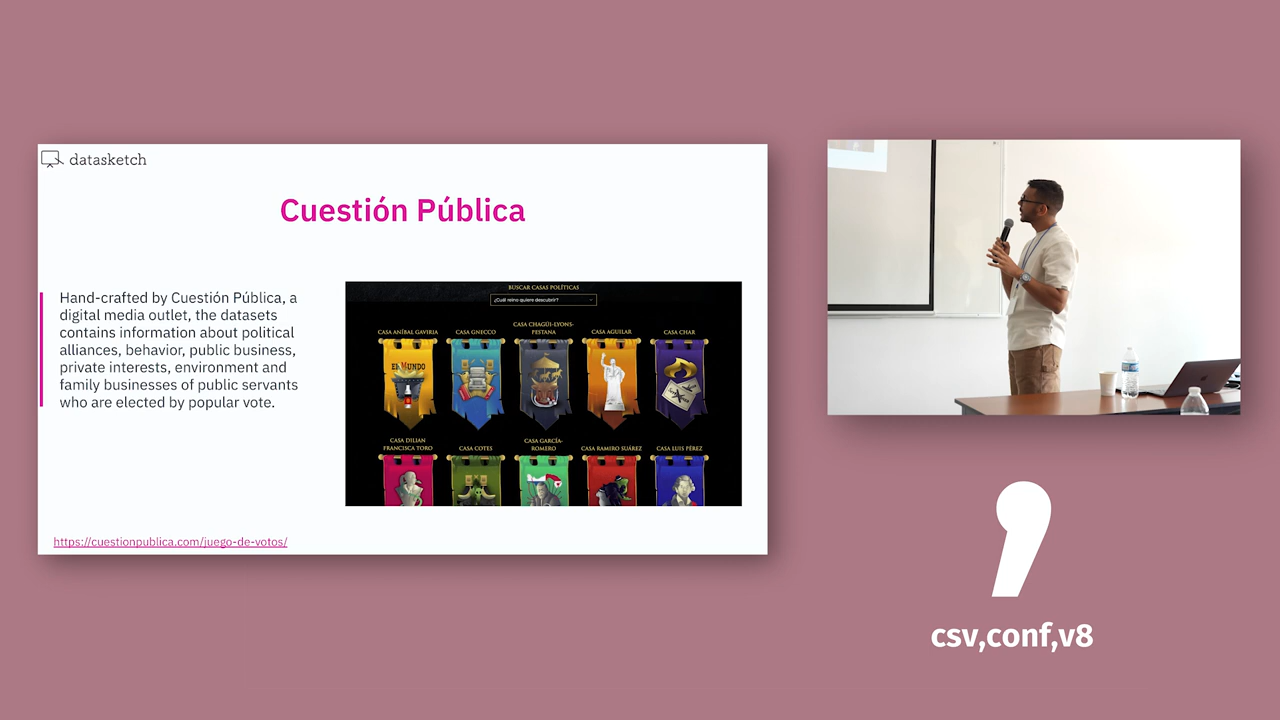 datasketch
Cuestión Pública
Hand-crafted by Cuestión Pública, a
digital media outlet, the datasets
contains information about political
alliances, behavior, public business,
private interests, environment and
family businesses of public servants
who are elected by popular vote.
BUSCAR CASAS POLÍTICAS
¿Cuál reino quiere descubrir?
CASA ANÍBAL GAVIRIA
CASA GNECCO
CASA CHAGÜI-LYONS-
PESTANA
CASA AGUILAR
CASA CHAR
EL MUNDO
CASA DILIAN
FRANCISCA TORO
CASA COTES
CASA GARCÍA-
ROMERO
CASA RAMIRO SUÁREZ
CASA LUIS PÉREZ
https://cuestionpublica.com/juego-de-votos/
csv,conf,v8